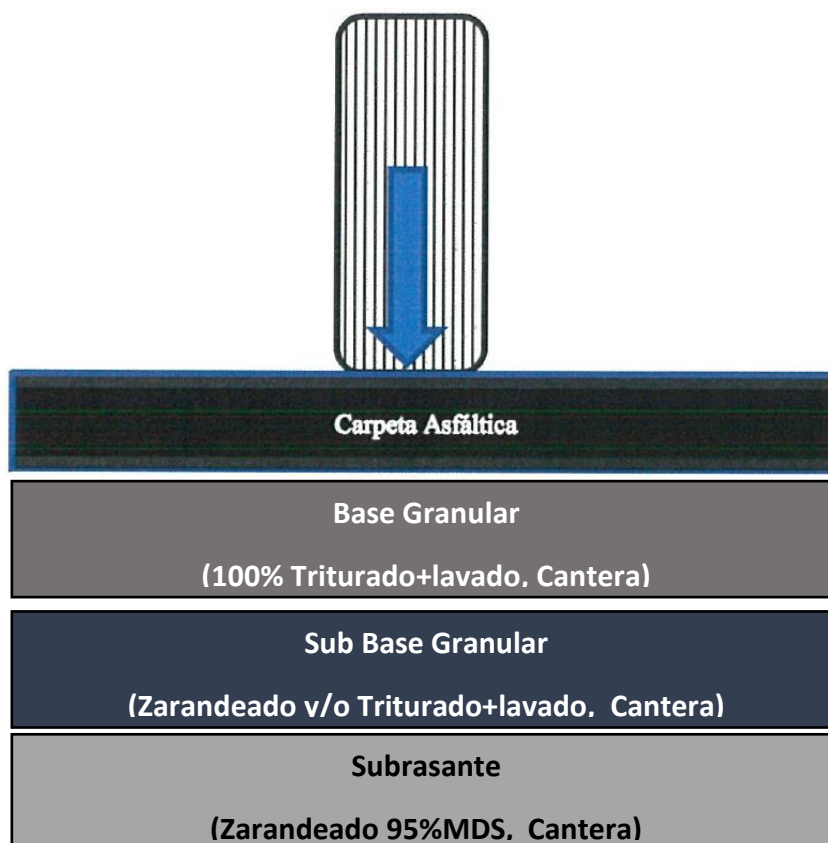 Carpeta Asfáltica
Base Granular
(100% Triturado+lavado, Cantera)
Sub Base Granular
(Zarandeado y/o Triturado+lavado, Cantera)
Subrasante
(Zarandeado 95%MDS, Cantera)